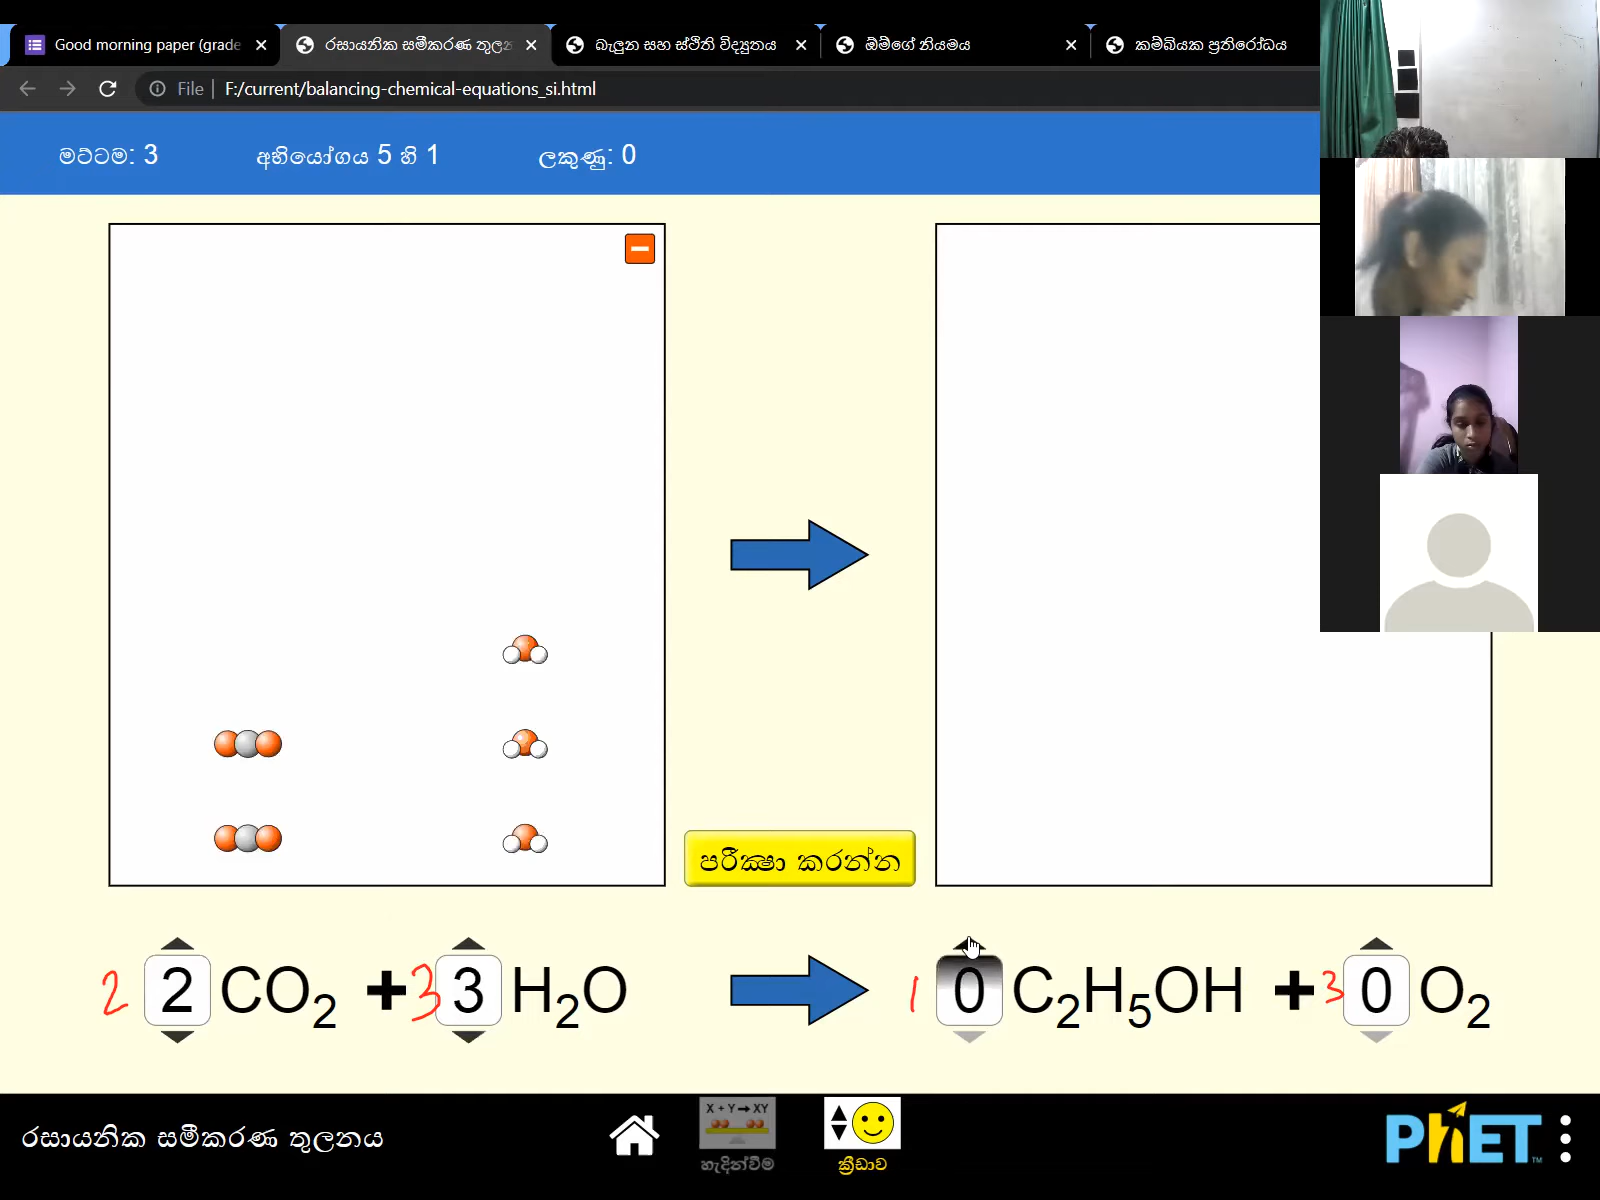 Good morning paper (grade
රසායනික සමීකරණ තුලන
බැලුන සහ ස්ථිති විද්‍යුතය
ඕම්ගේ නියමය
කම්බියක ප්‍රතිරෝධය
File F:/current/balancing-chemical-equations_si.html
මට්ටම: 3 අභියෝගය 5 හි 1 ලකුණු: 0
පරීක්‍ෂා කරන්න
2 2 CO₂ + 3 3 H₂O 1 0 C₂H₅OH + 3 0 O₂
රසායනික සමීකරණ තුලනය
X + Y → XY
හැඳින්වීම
ක්‍රීඩාව
PhET